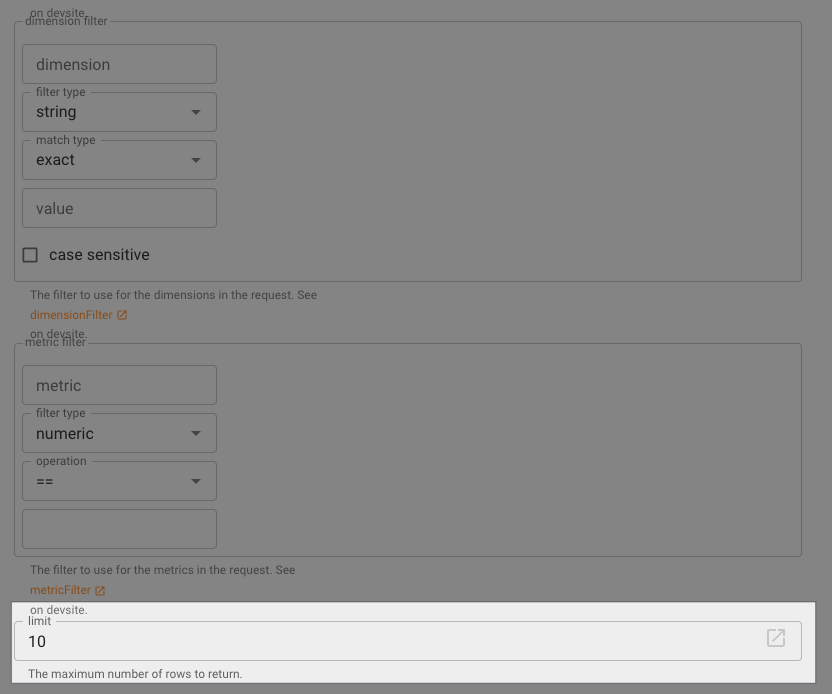 on devsite.
dimension filter
dimension
filter type
string
match type
exact
value
case sensitive
The filter to use for the dimensions in the request. See
dimensionFilter
on devsite.
metric filter
metric
filter type
numeric
operation
==
The filter to use for the metrics in the request. See
metricFilter
on devsite.
limit
10
The maximum number of rows to return.